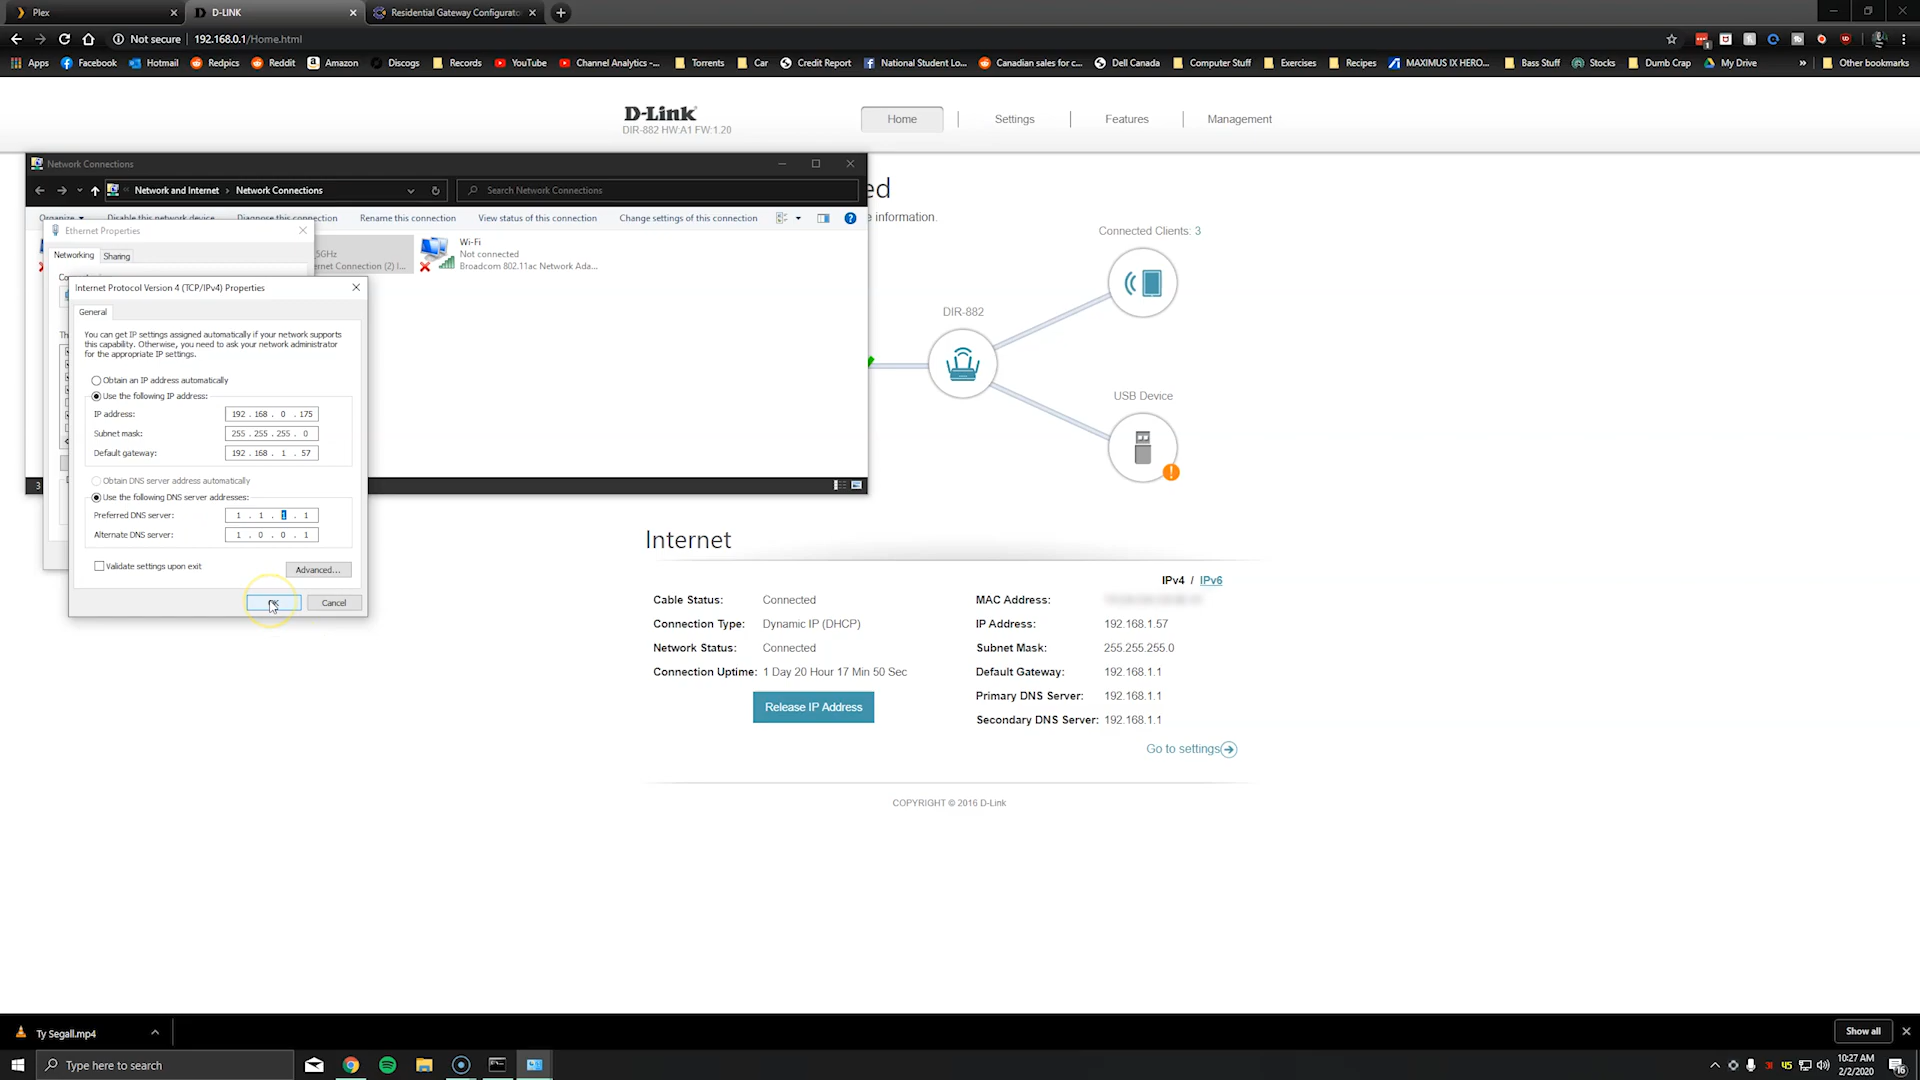 Plex
D-LINK
Residential Gateway Configurato
Not secure
192.168.0.1/Home.html
Apps
Facebook
Hotmail
Redpics
Reddit
Amazon
Discogs
Records
YouTube
Channel Analytics -...
Torrents
Car
Credit Report
National Student Lo...
Canadian sales for c...
Dell Canada
Computer Stuff
Exercises
Recipes
MAXIMUS IX HERO...
Bass Stuff
Stocks
Dumb Crap
My Drive
»
Other bookmarks
D-Link
DIR-882 HW:A1 FW:1.20
Home
Settings
Features
Management
Network Connections
Network and Internet › Network Connections
Search Network Connections
Organize
Disable this network device
Diagnose this connection
Rename this connection
View status of this connection
Change settings of this connection
Ethernet Properties
Networking
Sharing
Co
Th
5GHz
ernet Connection (2) I...
Wi-Fi
Not connected
Broadcom 802.11ac Network Ada...
3
Internet Protocol Version 4 (TCP/IPv4) Properties
General
You can get IP settings assigned automatically if your network supports
this capability. Otherwise, you need to ask your network administrator
for the appropriate IP settings.
Obtain an IP address automatically
Use the following IP address:
IP address: 192 . 168 . 0 . 175
Subnet mask: 255 . 255 . 255 . 0
Default gateway: 192 . 168 . 1 . 57
Obtain DNS server address automatically
Use the following DNS server addresses:
Preferred DNS server: 1 . 1 . 1 . 1
Alternate DNS server: 1 . 0 . 0 . 1
Validate settings upon exit
Advanced...
Cancel
ed
e information.
Connected Clients: 3
DIR-882
USB Device
Internet
IPv4 / IPv6
Cable Status: Connected
Connection Type: Dynamic IP (DHCP)
Network Status: Connected
Connection Uptime: 1 Day 20 Hour 17 Min 50 Sec
Release IP Address
MAC Address:
IP Address: 192.168.1.57
Subnet Mask: 255.255.255.0
Default Gateway: 192.168.1.1
Primary DNS Server: 192.168.1.1
Secondary DNS Server: 192.168.1.1
Go to settings
COPYRIGHT © 2016 D-Link
Ty Segall.mp4
Show all
Type here to search
10:27 AM
2/2/2020